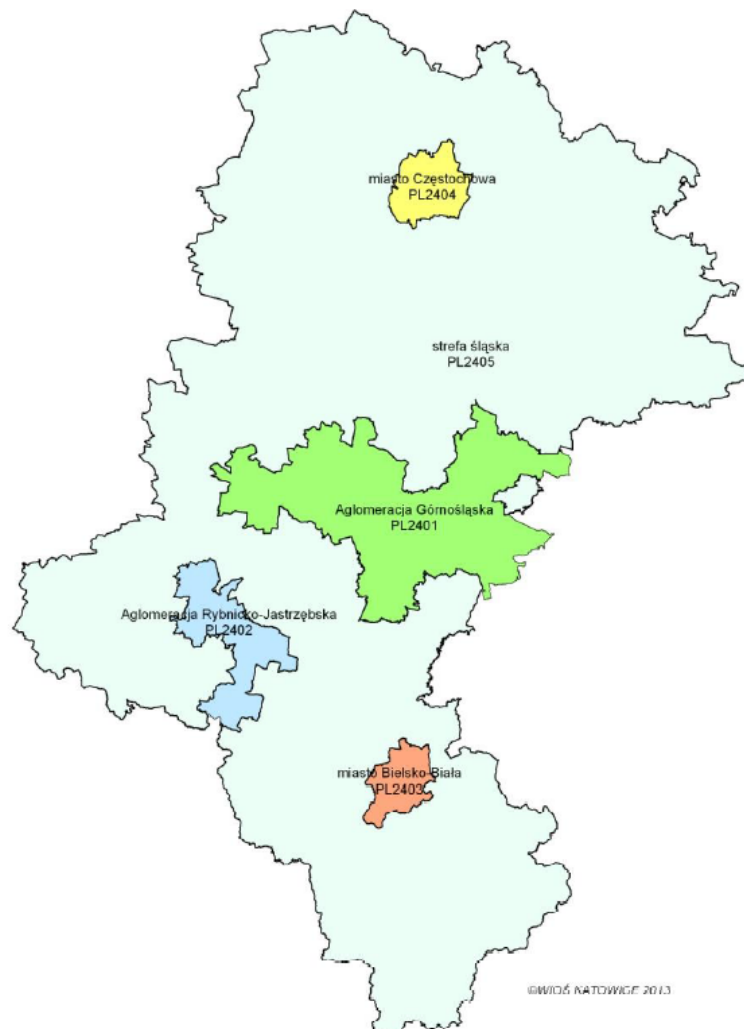 miasto Częstochowa
PL2404
strefa śląska
PL2405
Aglomeracja Górnośląska
PL2401
Aglomeracja Rybnicko-Jastrzębska
PL2402
miasto Bielsko-Biała
PL2403
©WIOŚ KATOWICE 2013